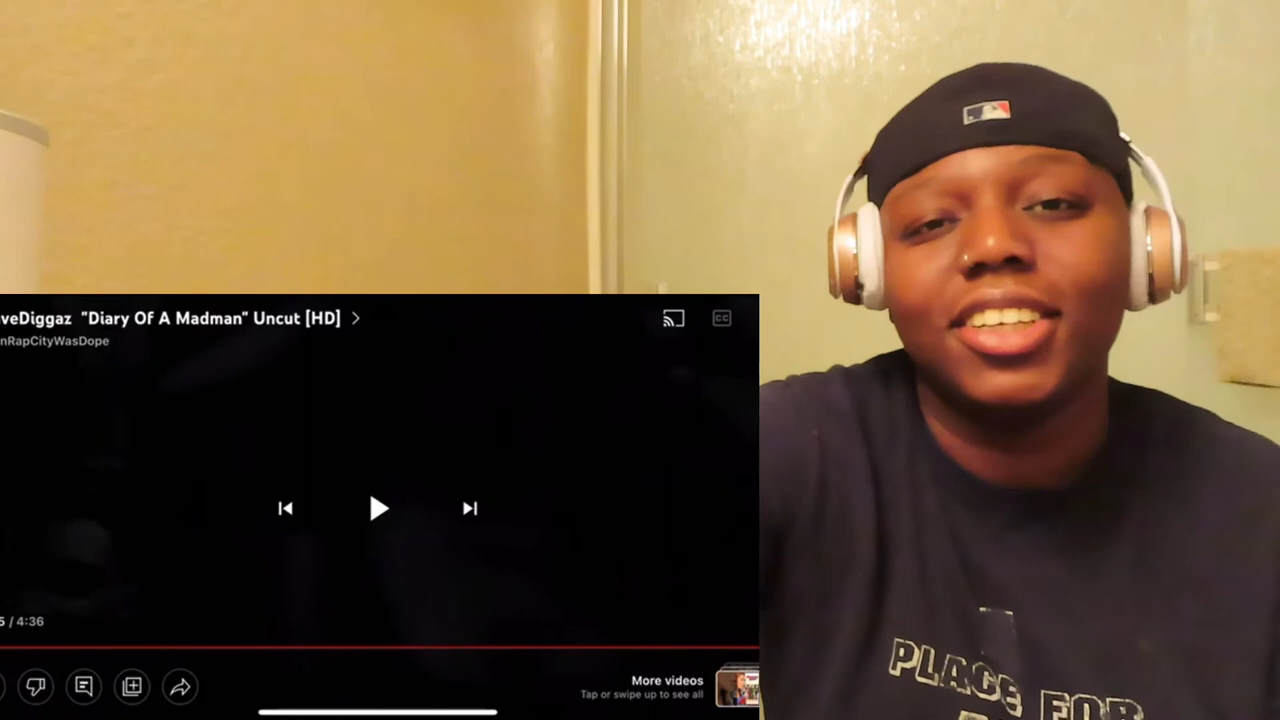 veDiggaz "Diary Of A Madman" Uncut [HD]
nRapCityWasDope
CC
/ 4:36
More videos
Tap or swipe up to see all
PLACE FOR